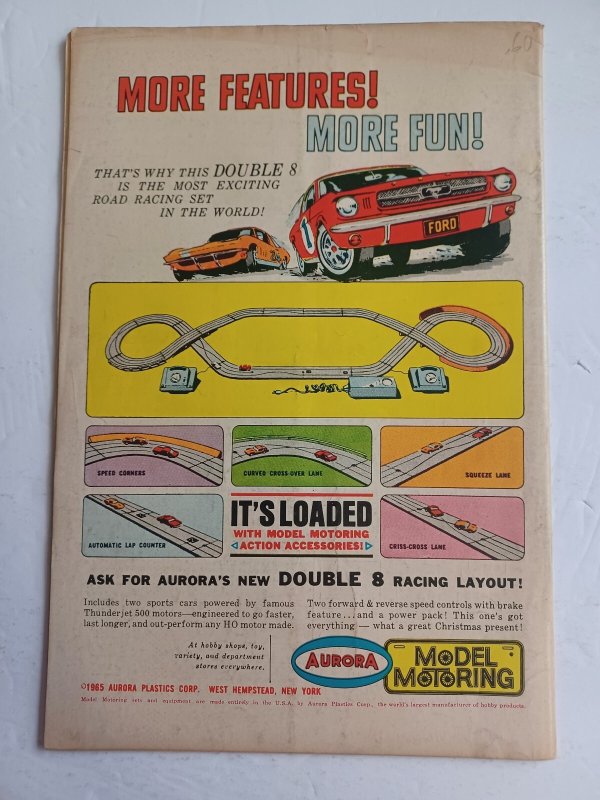 .60
MORE FEATURES!
MORE FUN!
THAT'S WHY THIS DOUBLE 8
IS THE MOST EXCITING
ROAD RACING SET
IN THE WORLD!
1
FORD
SPEED CORNERS
CURVED CROSS-OVER LANE
SQUEEZE LANE
AUTOMATIC LAP COUNTER
IT'S LOADED
WITH MODEL MOTORING
ACTION ACCESSORIES!
CRISS-CROSS LANE
ASK FOR AURORA'S NEW DOUBLE 8 RACING LAYOUT!
Includes two sports cars powered by famous
Thunderjet 500 motors—engineered to go faster,
last longer, and out-perform any HO motor made.
Two forward & reverse speed controls with brake
feature...and a power pack! This one's got
everything — what a great Christmas present!
At hobby shops, toy,
variety, and department
stores everywhere.
AURORA
MODEL
MOTORING
©1965 AURORA PLASTICS CORP. WEST HEMPSTEAD, NEW YORK
Model Motoring sets and equipment are made entirely in the U.S.A. by Aurora Plastics Corp., the world's largest manufacturer of hobby products.